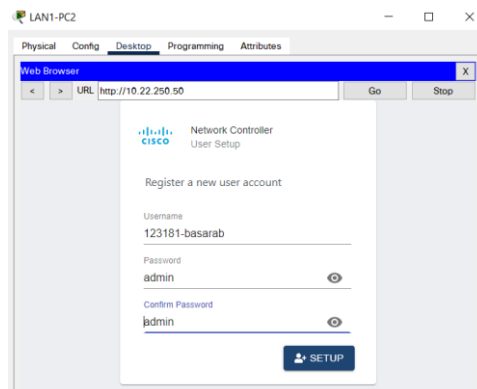 LAN1-PC2
Physical Config Desktop Programming Attributes
Web Browser X
< > URL http://10.22.250.50 Go Stop
CISCO Network Controller
User Setup
Register a new user account
Username
123181-basarab
Password
admin
Confirm Password
admin
SETUP